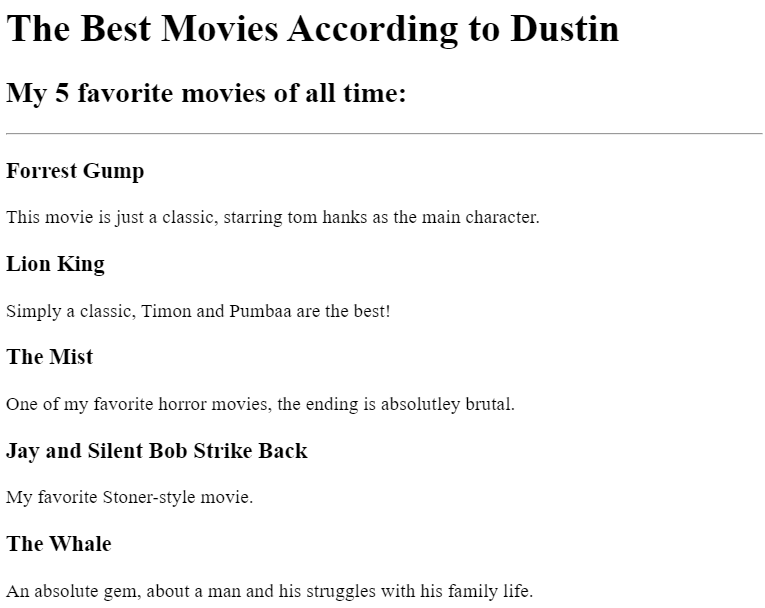 The Best Movies According to Dustin
My 5 favorite movies of all time:
Forrest Gump
This movie is just a classic, starring tom hanks as the main character.
Lion King
Simply a classic, Timon and Pumbaa are the best!
The Mist
One of my favorite horror movies, the ending is absolutley brutal.
Jay and Silent Bob Strike Back
My favorite Stoner-style movie.
The Whale
An absolute gem, about a man and his struggles with his family life.